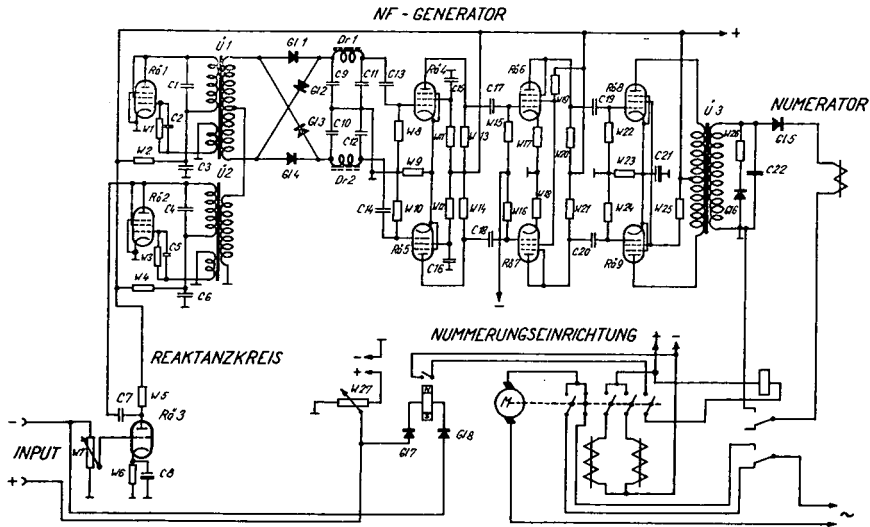 NF - GENERATOR
+
Ü1
Gl1
Dr1
Rö1
C1
C9
C11
C13
Gl2
Rö4
C15
C17
Rö6
W19
C19
Rö8
Ü3
NUMERATOR
W1
C2
Gl3
C10
C12
W8
W11
W13
W15
W17
W20
W22
W26
Gl5
W2
C3
Gl4
Dr2
W9
W23
C21
C22
Ü2
Rö2
C4
C14
W10
W12
W14
W16
W18
W21
W24
W25
Gl6
W3
C5
Rö5
C18
Rö7
C20
Rö9
W4
C6
C16
-
REAKTANZKREIS
NUMMERUNGSEINRICHTUNG
-
+
+ -
W5
W27
C7
N
S
M
Rö3
-
INPUT
W7
W6
C8
Gl7
Gl8
+
~